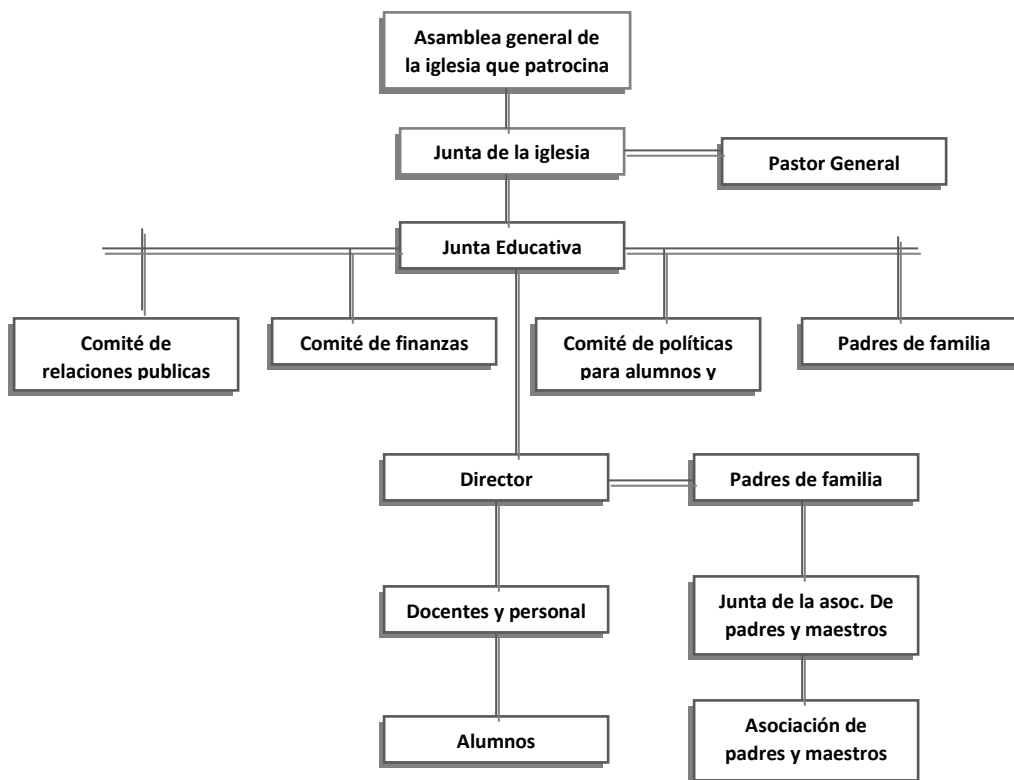 Asamblea general de
la iglesia que patrocina
Junta de la iglesia
Pastor General
Junta Educativa
Comité de
relaciones publicas
Comité de finanzas
Comité de políticas
para alumnos y
Padres de familia
Director
Padres de familia
Docentes y personal
Junta de la asoc. De
padres y maestros
Alumnos
Asociación de
padres y maestros